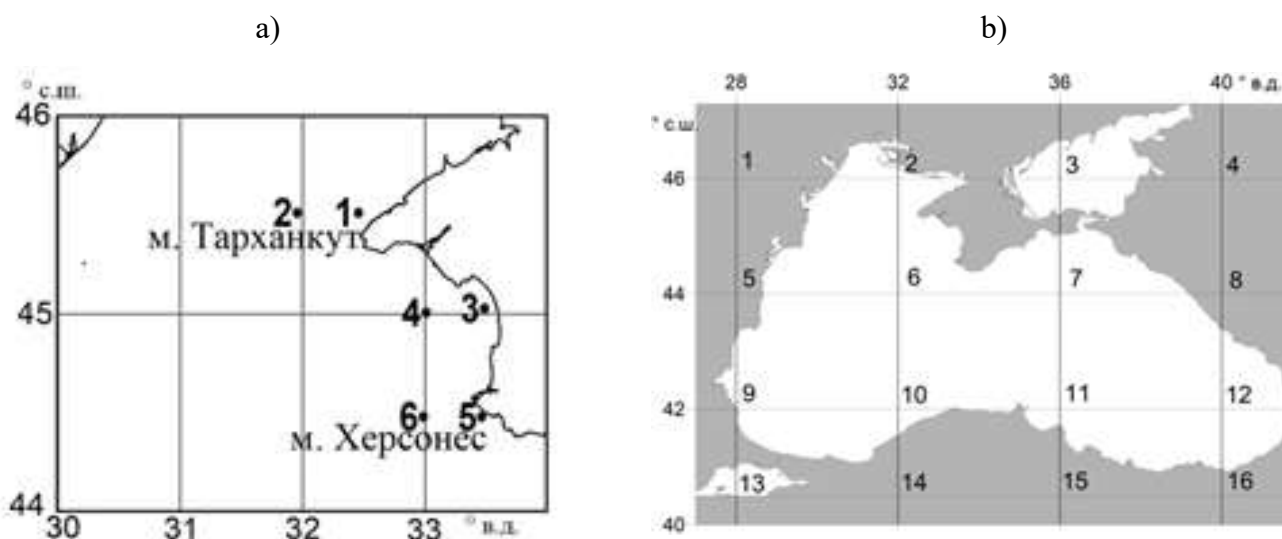 a)
° с.ш.
46
2 1
м. Тарханкут
45
4 3
6 5
м. Херсонес
44
30 31 32 33 ° в.д.
b)
28 32 36 40 ° в.д.
° с.ш.
1 2 3 4
46
5 6 7 8
44
9 10 11 12
42
13 14 15 16
40